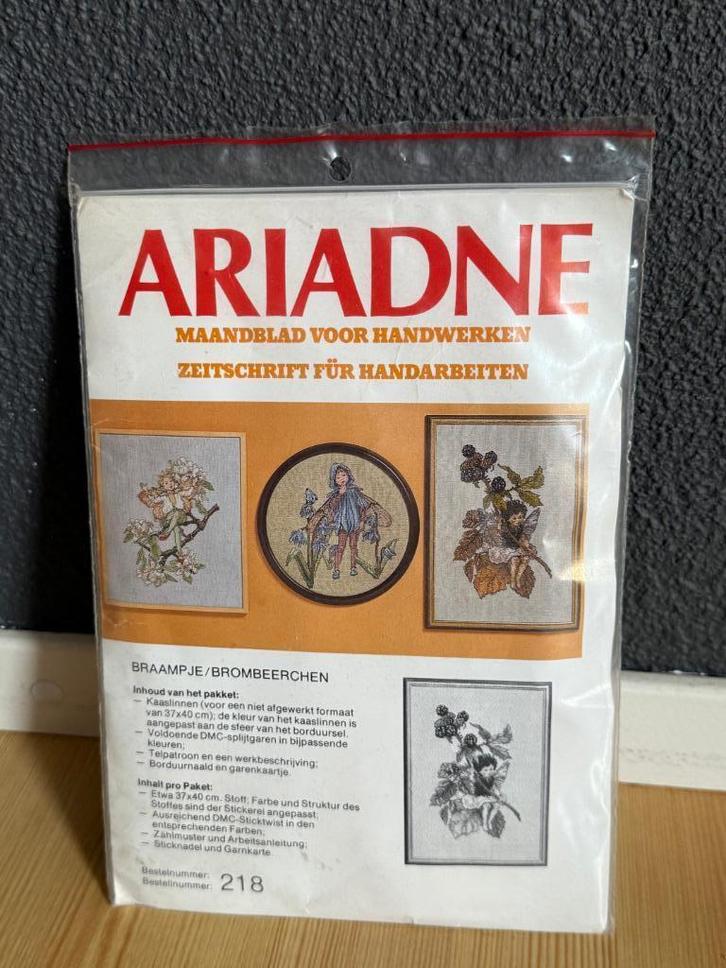 ARIADNE
MAANDBLAD VOOR HANDWERKEN
ZEITSCHRIFT FÜR HANDARBEITEN
BRAAMPJE/BROMBEERCHEN
Inhoud van het pakket:
— Kaaslinnen (voor een niet afgewerkt formaat
van 37x40 cm); de kleur van het kaaslinnen is
aangepast aan de sfeer van het borduursel.
— Voldoende DMC-splijtgaren in bijpassende
kleuren;
— Telpatroon en een werkbeschrijving;
— Borduurnaald en garenkaartje.
Inhalt pro Paket:
— Etwa 37x40 cm. Stoff; Farbe und Struktur des
Stoffes sind der Stickerei angepasst;
— Ausreichend DMC-Sticktwist in den
entsprechenden Farben;
— Zählmuster und Arbeitsanleitung;
— Sticknadel und Garnkarte.
Bestelnummer:
Bestellnummer: 218